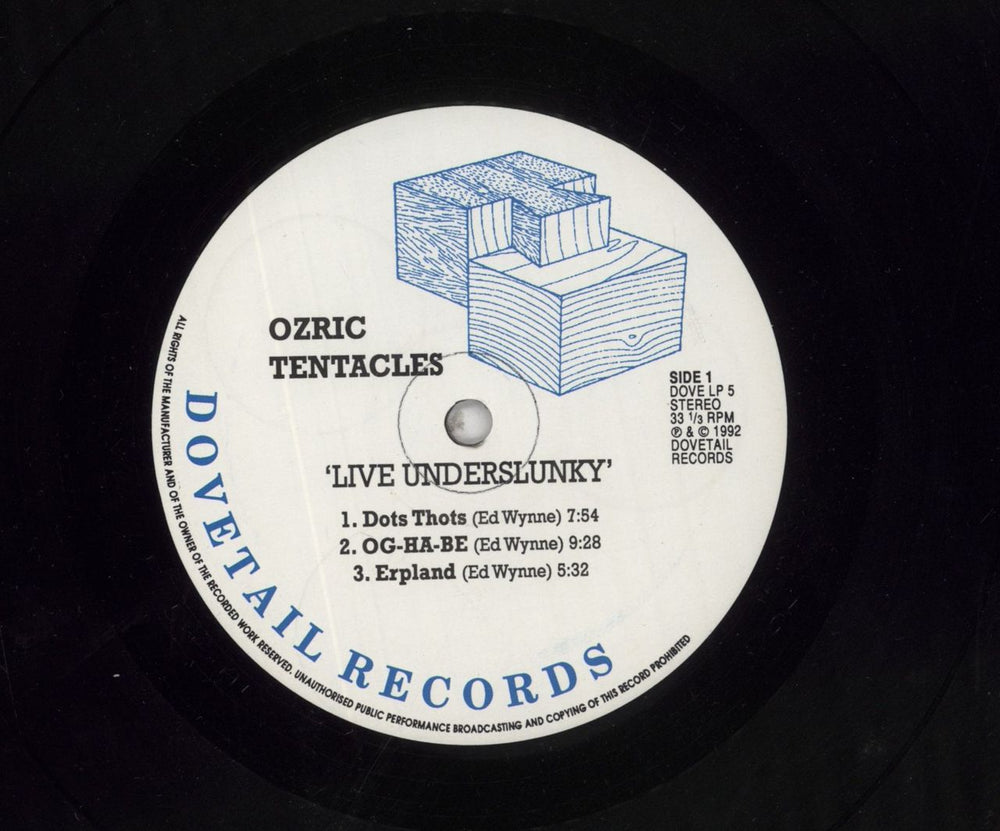 OZRIC
TENTACLES
SIDE 1
DOVE LP 5
STEREO
33 1/3 RPM
℗ & © 1992
DOVETAIL
RECORDS
'LIVE UNDERSLUNKY'
1. Dots Thots (Ed Wynne) 7:54
2. OG-HA-BE (Ed Wynne) 9:28
3. Erpland (Ed Wynne) 5:32
DOVETAIL RECORDS
ALL RIGHTS OF THE MANUFACTURER AND OF THE OWNER OF THE RECORDED WORK RESERVED. UNAUTHORISED PUBLIC PERFORMANCE BROADCASTING AND COPYING OF THIS RECORD PROHIBITED